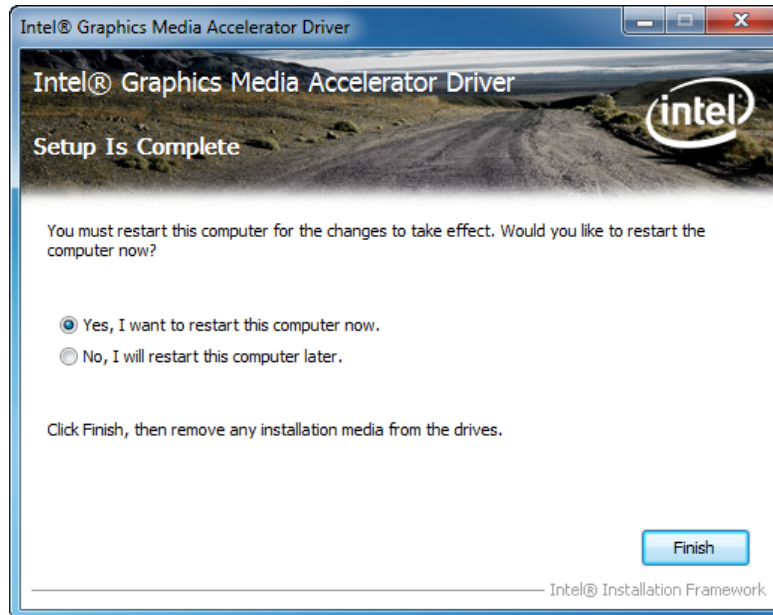 Intel® Graphics Media Accelerator Driver
Intel® Graphics Media Accelerator Driver
intel®
Setup Is Complete
You must restart this computer for the changes to take effect. Would you like to restart the
computer now?
Yes, I want to restart this computer now.
No, I will restart this computer later.
Click Finish, then remove any installation media from the drives.
Finish
Intel® Installation Framework